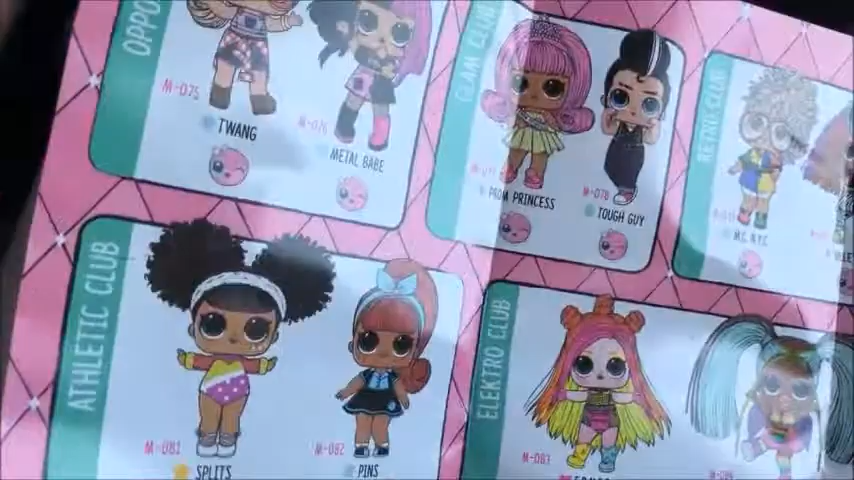 OPPO
M-075
TWANG
M-076
METAL BABE
GLAM CLUB
PROM PRINCESS
M-078
TOUGH GUY
RETRO CLUB
M.C. N.Y.C.
ATHLETIC CLUB
M-081
SPLITS
M-082
PINS
ELEKTRO CLUB
M-083